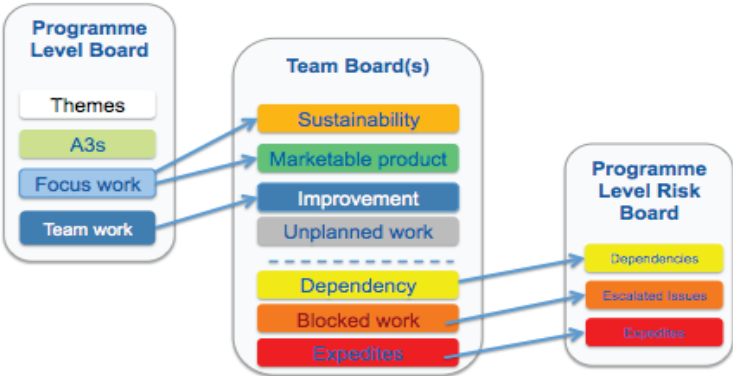 Programme
Level Board
Themes
A3s
Focus work
Team work
Team Board(s)
Sustainability
Marketable product
Improvement
Unplanned work
Dependency
Blocked work
Expedites
Programme
Level Risk
Board
Dependencies
Escalated Issues
Expedites